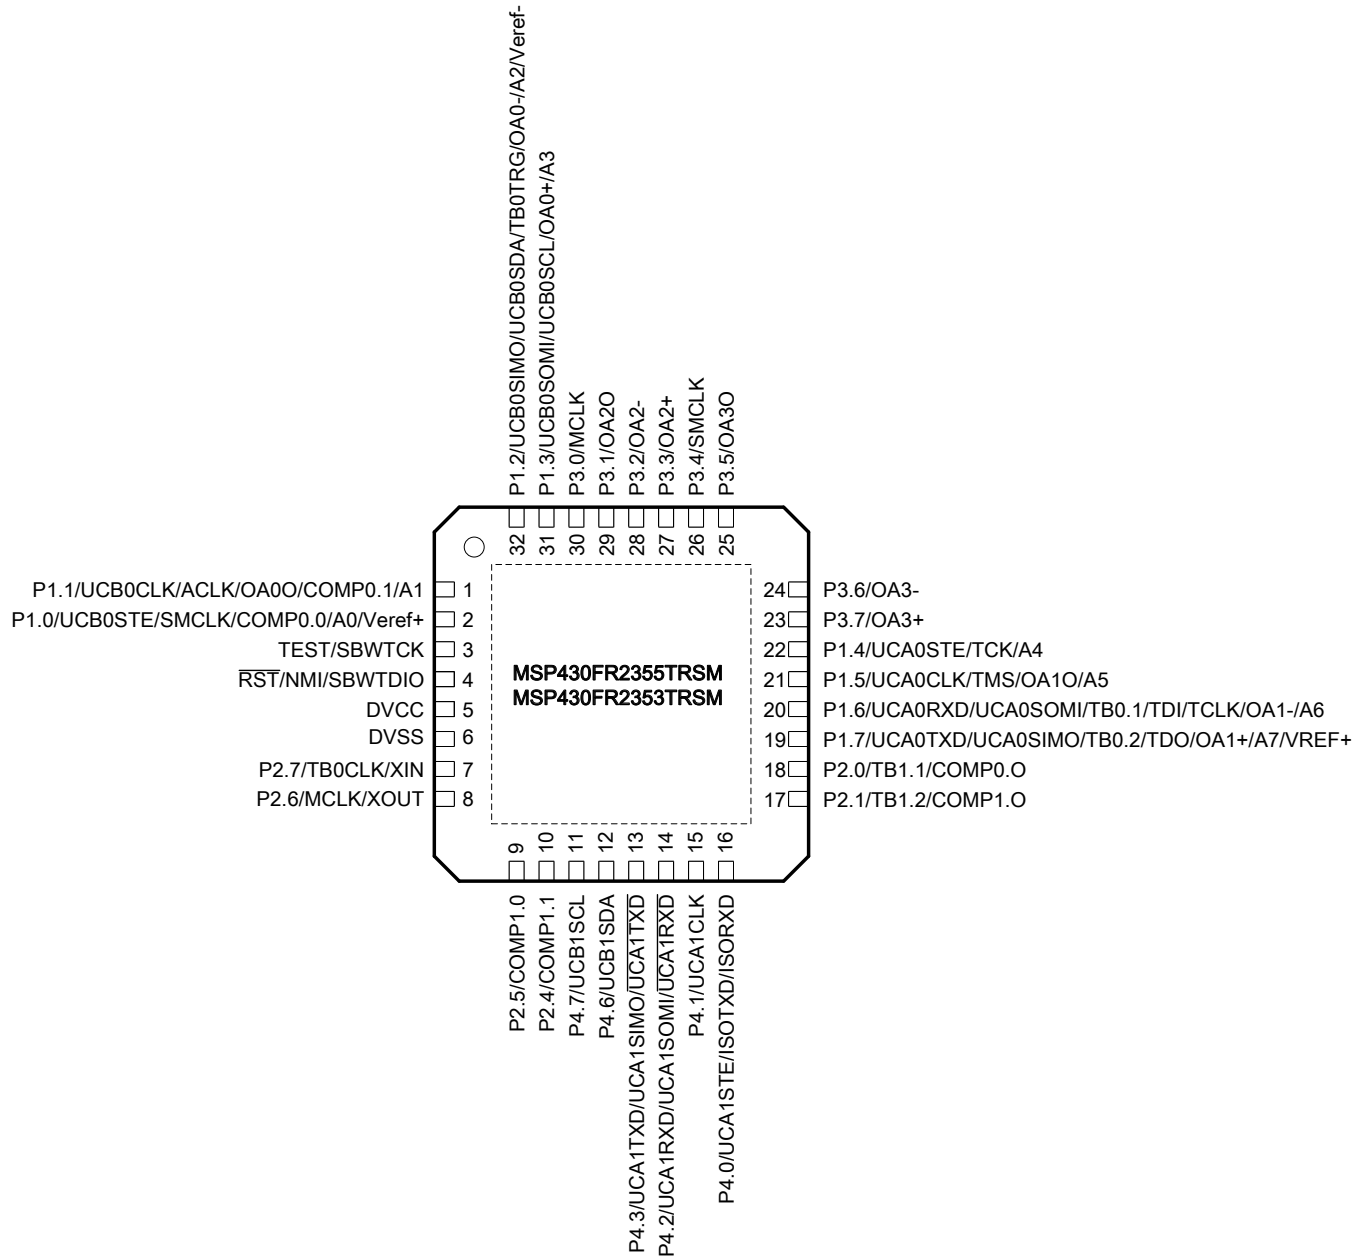 P1.2/UCB0SIMO/UCB0SDA/TB0TRG/OA0-/A2/Veref-
P1.3/UCB0SOMI/UCB0SCL/OA0+/A3
P3.0/MCLK
P3.1/OA2O
P3.2/OA2-
P3.3/OA2+
P3.4/SMCLK
P3.5/OA3O
32 31 30 29 28 27 26 25
P1.1/UCB0CLK/ACLK/OA0O/COMP0.1/A1 1
P1.0/UCB0STE/SMCLK/COMP0.0/A0/Veref+ 2
TEST/SBWTCK 3
RST/NMI/SBWTDIO 4
DVCC 5
DVSS 6
P2.7/TB0CLK/XIN 7
P2.6/MCLK/XOUT 8
MSP430FR2355TRSM
MSP430FR2353TRSM
24 P3.6/OA3-
23 P3.7/OA3+
22 P1.4/UCA0STE/TCK/A4
21 P1.5/UCA0CLK/TMS/OA1O/A5
20 P1.6/UCA0RXD/UCA0SOMI/TB0.1/TDI/TCLK/OA1-/A6
19 P1.7/UCA0TXD/UCA0SIMO/TB0.2/TDO/OA1+/A7/VREF+
18 P2.0/TB1.1/COMP0.O
17 P2.1/TB1.2/COMP1.O
9 10 11 12 13 14 15 16
P2.5/COMP1.0
P2.4/COMP1.1
P4.7/UCB1SCL
P4.6/UCB1SDA
P4.3/UCA1TXD/UCA1SIMO/UCA1TXD
P4.2/UCA1RXD/UCA1SOMI/UCA1RXD
P4.1/UCA1CLK
P4.0/UCA1STE/ISOTXD/ISORXD